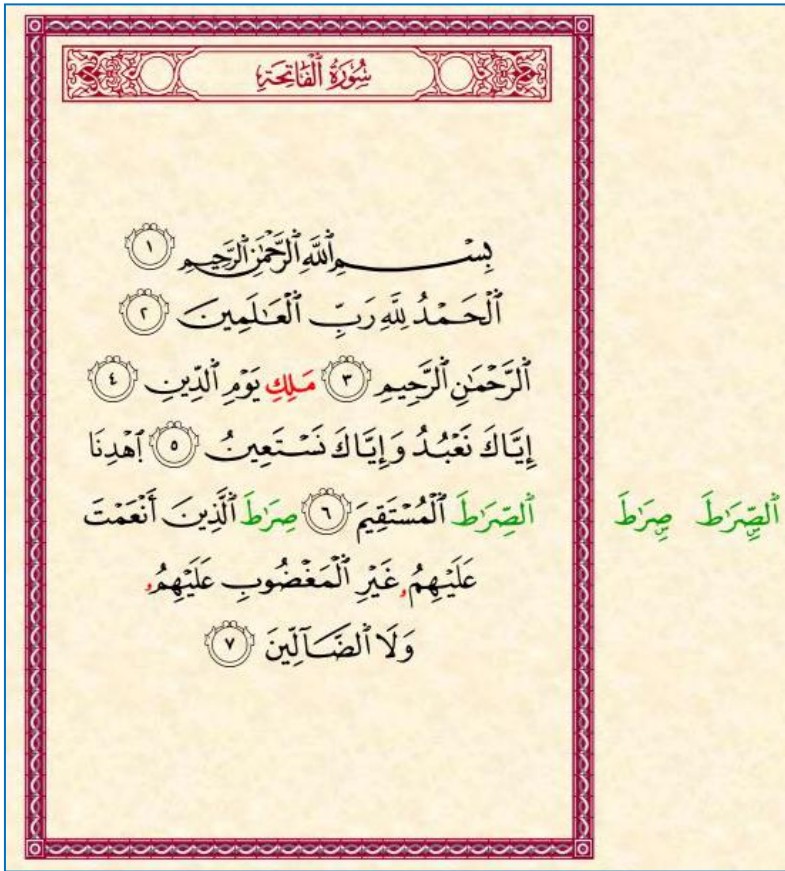 سُورَةُ ٱلْفَاتِحَةِ
بِسْمِ ٱللَّهِ ٱلرَّحْمَٰنِ ٱلرَّحِيمِ ١
ٱلْحَمْدُ لِلَّهِ رَبِّ ٱلْعَٰلَمِينَ ٢
ٱلرَّحْمَٰنِ ٱلرَّحِيمِ ٣ مَلِكِ يَوْمِ ٱلدِّينِ ٤
إِيَّاكَ نَعْبُدُ وَإِيَّاكَ نَسْتَعِينُ ٥ ٱهْدِنَا
ٱلصِّرَٰطَ ٱلْمُسْتَقِيمَ ٦ صِرَٰطَ ٱلَّذِينَ أَنْعَمْتَ
عَلَيْهِمُۥ غَيْرِ ٱلْمَغْضُوبِ عَلَيْهِمُۥ
وَلَا ٱلضَّآلِّينَ ٧
ٱلصِّرَٰطَ صِرَٰطَ